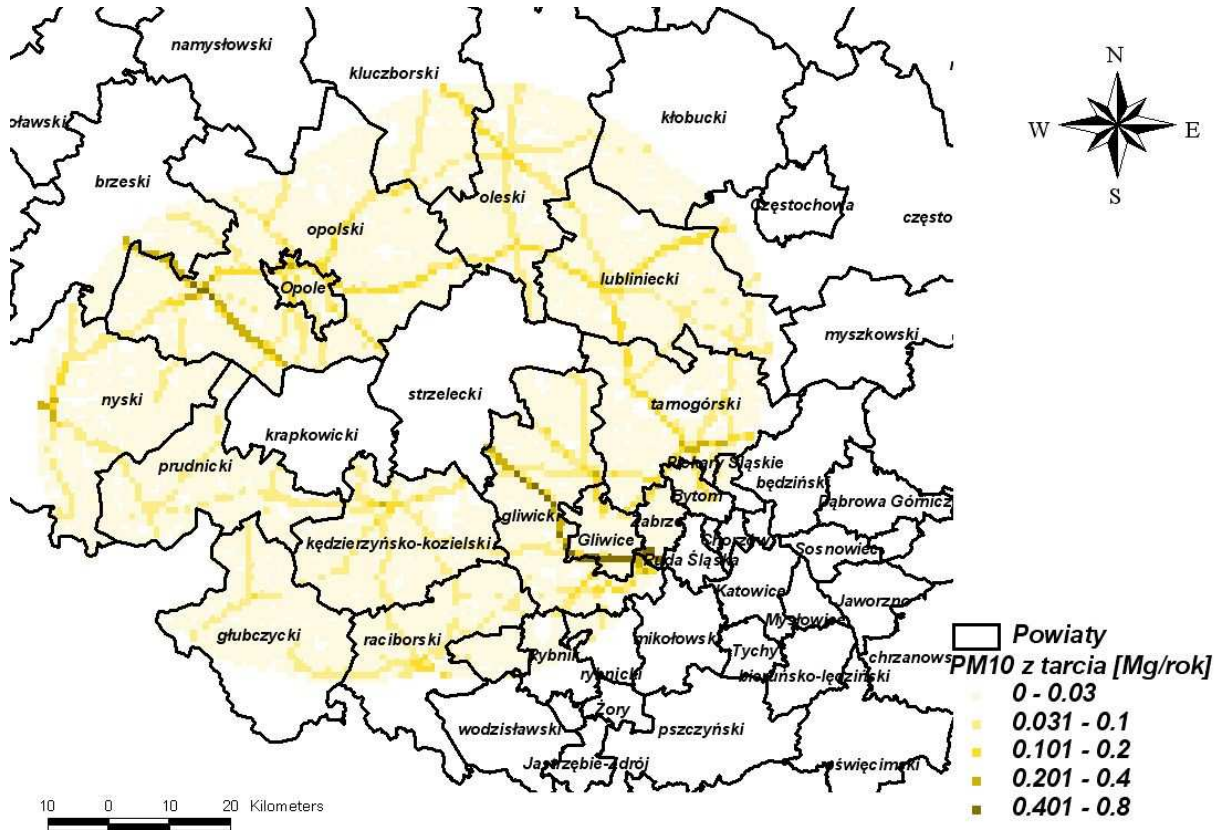 namysłowski
kluczborski
oławski
kłobucki
brzeski
oleski
Częstochowa
często
opolski
lubliniecki
Opole
myszkowski
nyski
strzelecki
tarnogórski
krapkowicki
prudnicki
Piekary Śląskie
będziński
Bytom
Dąbrowa Górnicz
gliwicki
Zabrze
Gliwice
kędzierzyńsko-kozielski
Chorzów
Sosnowiec
Ruda Śląska
Katowice
Jaworzno
Mysłowice
głubczycki
raciborski
mikołowski
Rybnik
Tychy
rybnicki
bieruńsko-lędziński
chrzanows
Żory
wodzisławski
pszczyński
Jastrzębie-Zdrój
oświęcimski
N
W
E
S
Powiaty
PM10 z tarcia [Mg/rok]
0 - 0.03
0.031 - 0.1
0.101 - 0.2
0.201 - 0.4
0.401 - 0.8
10 0 10 20 Kilometers